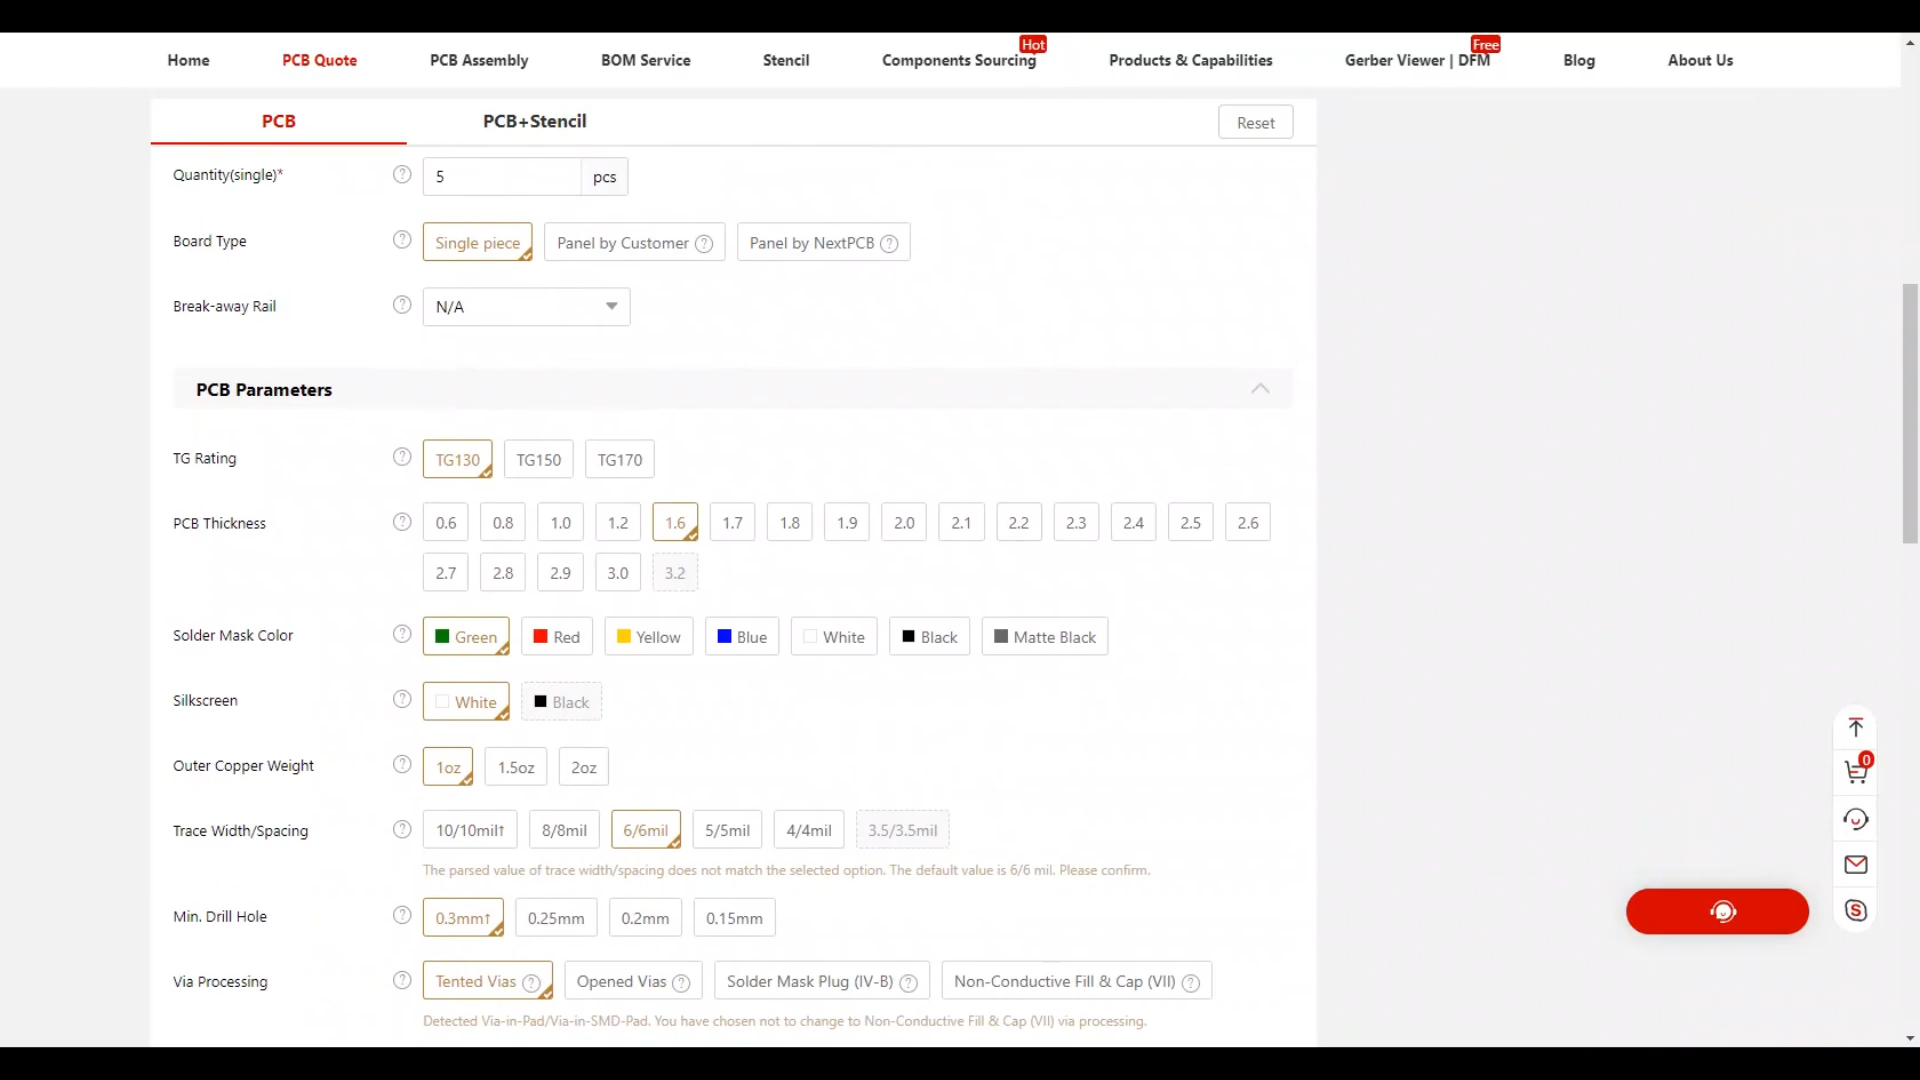 Home PCB Quote PCB Assembly BOM Service Stencil Components Sourcing Hot Products & Capabilities Gerber Viewer | DFM Free Blog About Us
PCB PCB+Stencil Reset
Quantity(single)* ? 5 pcs
Board Type ? Single piece Panel by Customer ? Panel by NextPCB ?
Break-away Rail ? N/A
PCB Parameters
TG Rating ? TG130 TG150 TG170
PCB Thickness ? 0.6 0.8 1.0 1.2 1.6 1.7 1.8 1.9 2.0 2.1 2.2 2.3 2.4 2.5 2.6
2.7 2.8 2.9 3.0 3.2
Solder Mask Color ? Green Red Yellow Blue White Black Matte Black
Silkscreen ? White Black
Outer Copper Weight ? 1oz 1.5oz 2oz
Trace Width/Spacing ? 10/10mil↑ 8/8mil 6/6mil 5/5mil 4/4mil 3.5/3.5mil
The parsed value of trace width/spacing does not match the selected option. The default value is 6/6 mil. Please confirm.
Min. Drill Hole ? 0.3mm↑ 0.25mm 0.2mm 0.15mm
Via Processing ? Tented Vias ? Opened Vias ? Solder Mask Plug (IV-B) ? Non-Conductive Fill & Cap (VII) ?
Detected Via-in-Pad/Via-in-SMD-Pad. You have chosen not to change to Non-Conductive Fill & Cap (VII) via processing.
0
S